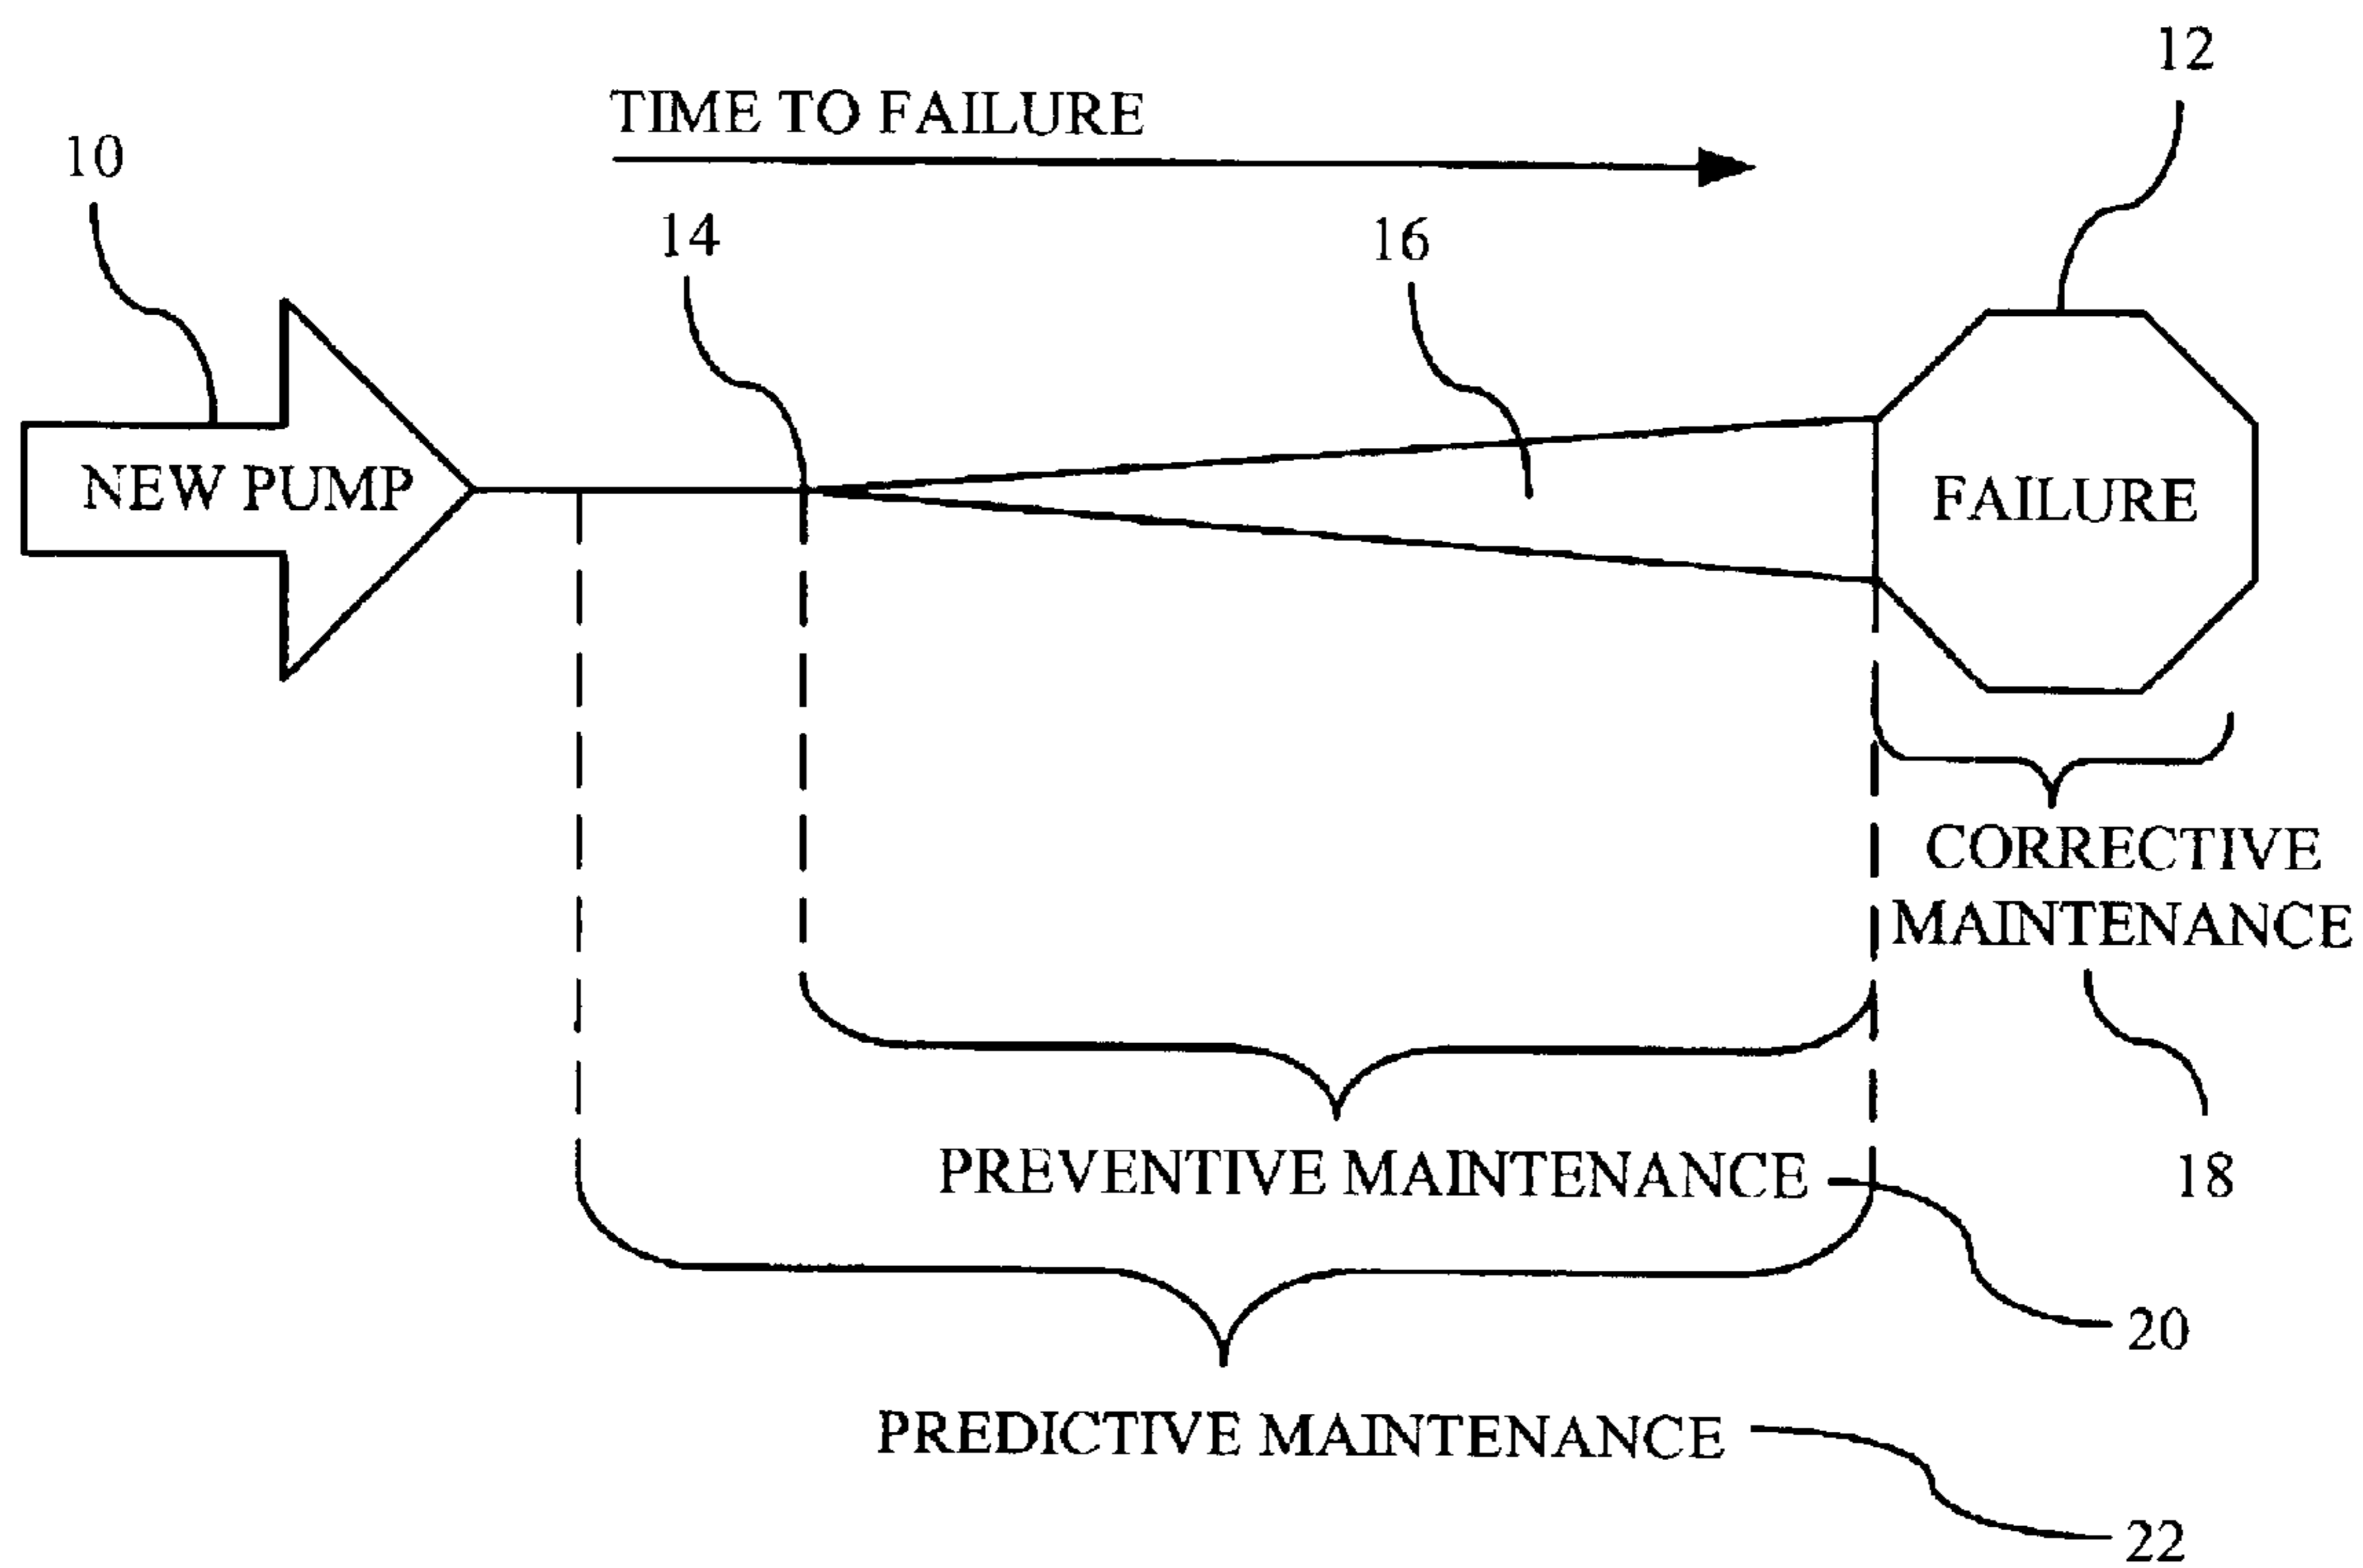 12
TIME TO FAILURE
10
14
16
NEW PUMP
FAILURE
CORRECTIVE
MAINTENANCE
PREVENTIVE MAINTENANCE
18
20
PREDICTIVE MAINTENANCE
22